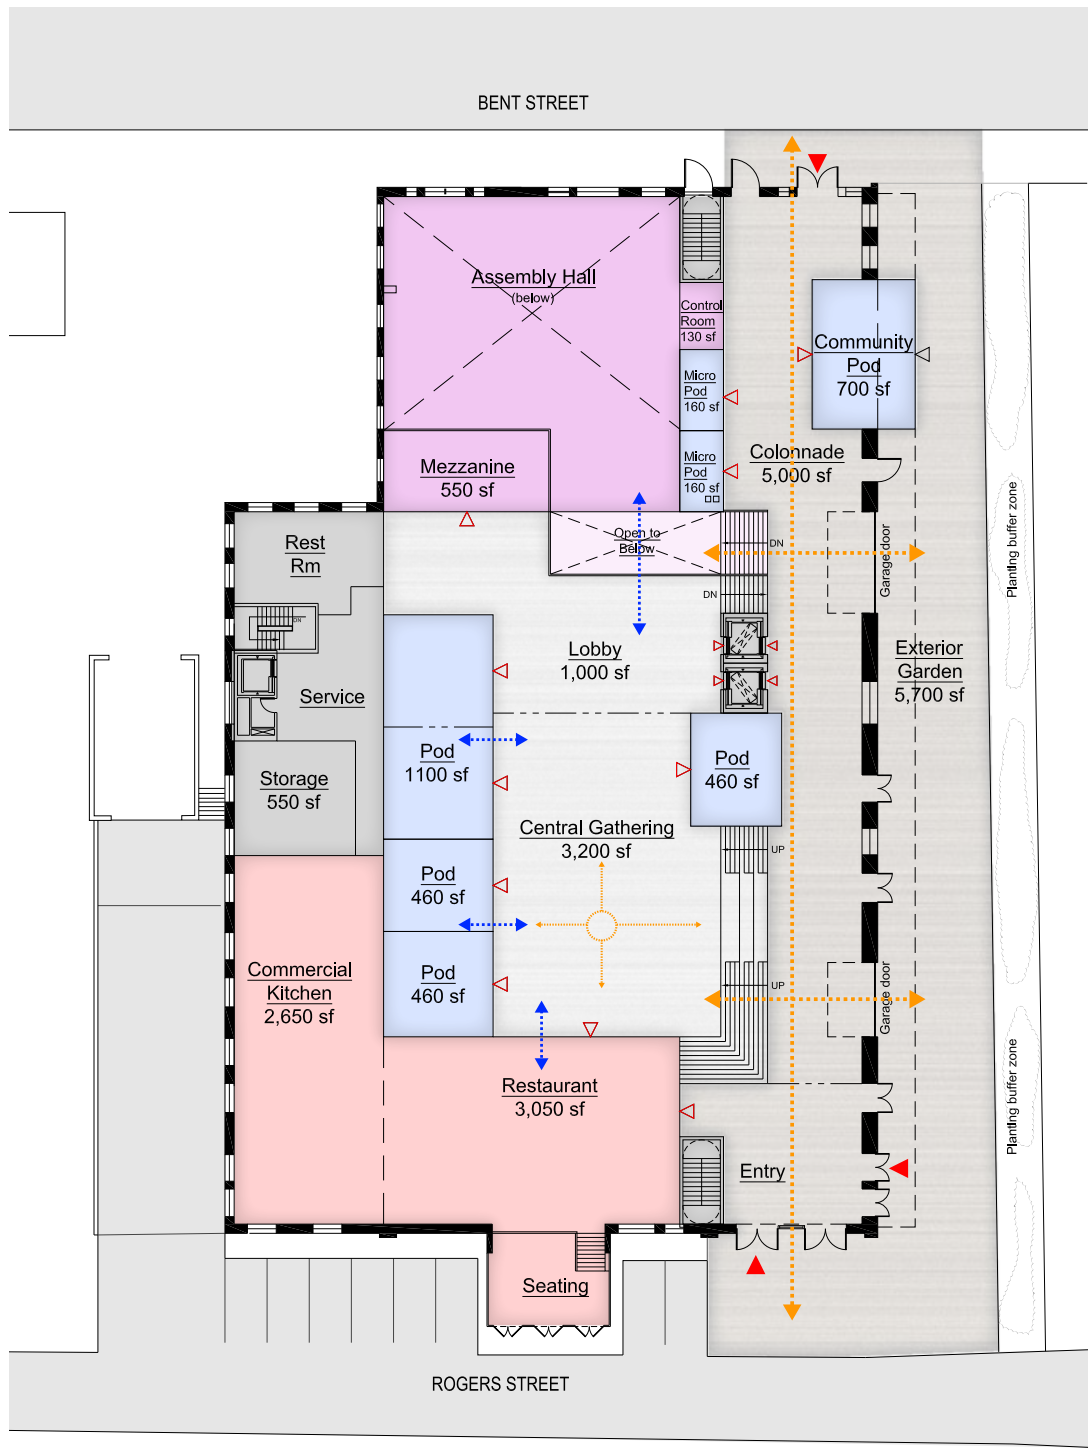 BENT STREET
Assembly Hall
(below)
Control
Room
130 sf
Community
Pod
700 sf
Micro
Pod
160 sf
Mezzanine
550 sf
Micro
Pod
160 sf
Colonnade
5,000 sf
Planting buffer zone
Rest
Rm
Open to
Below
DN
Garage door
DN
DN
Lobby
1,000 sf
Exterior
Garden
5,700 sf
Service
Pod
1100 sf
Pod
460 sf
Storage
550 sf
Central Gathering
3,200 sf
UP
Pod
460 sf
Commercial
Kitchen
2,650 sf
Pod
460 sf
UP
Garage door
Restaurant
3,050 sf
Planting buffer zone
Entry
Seating
ROGERS STREET